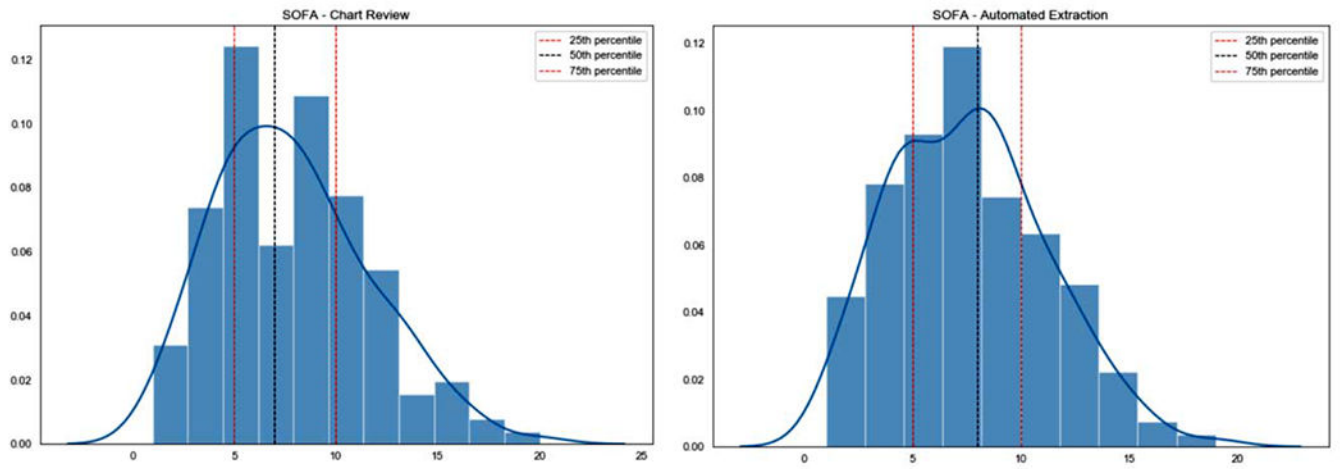 SOFA - Chart Review
25th percentile
50th percentile
75th percentile
0.12
0.10
0.08
0.06
0.04
0.02
0.00
0 5 10 15 20 25
SOFA - Automated Extraction
25th percentile
50th percentile
75th percentile
0.12
0.10
0.08
0.06
0.04
0.02
0.00
0 5 10 15 20